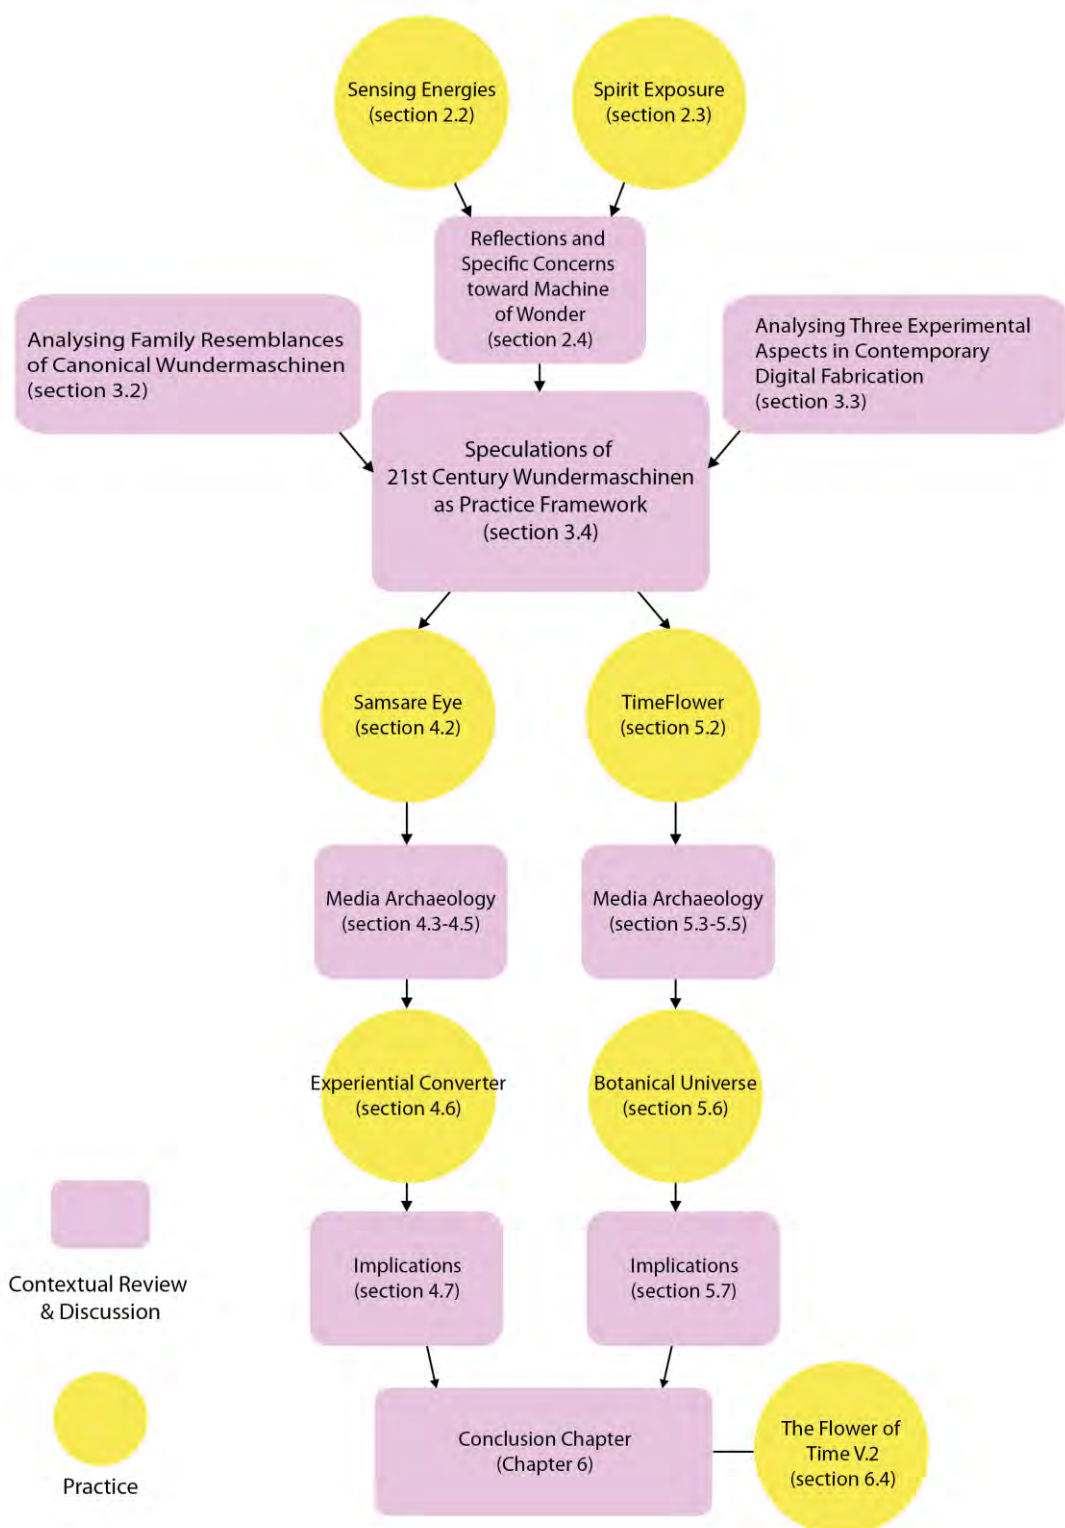 Sensing Energies
(section 2.2)
Spirit Exposure
(section 2.3)
Reflections and
Specific Concerns
toward Machine
of Wonder
(section 2.4)
Analysing Family Resemblances
of Canonical Wundermaschinen
(section 3.2)
Analysing Three Experimental
Aspects in Contemporary
Digital Fabrication
(section 3.3)
Speculations of
21st Century Wundermaschinen
as Practice Framework
(section 3.4)
Samsare Eye
(section 4.2)
TimeFlower
(section 5.2)
Media Archaeology
(section 4.3-4.5)
Media Archaeology
(section 5.3-5.5)
Experiential Converter
(section 4.6)
Botanical Universe
(section 5.6)
Implications
(section 4.7)
Implications
(section 5.7)
Contextual Review
& Discussion
Practice
Conclusion Chapter
(Chapter 6)
The Flower of
Time V.2
(section 6.4)